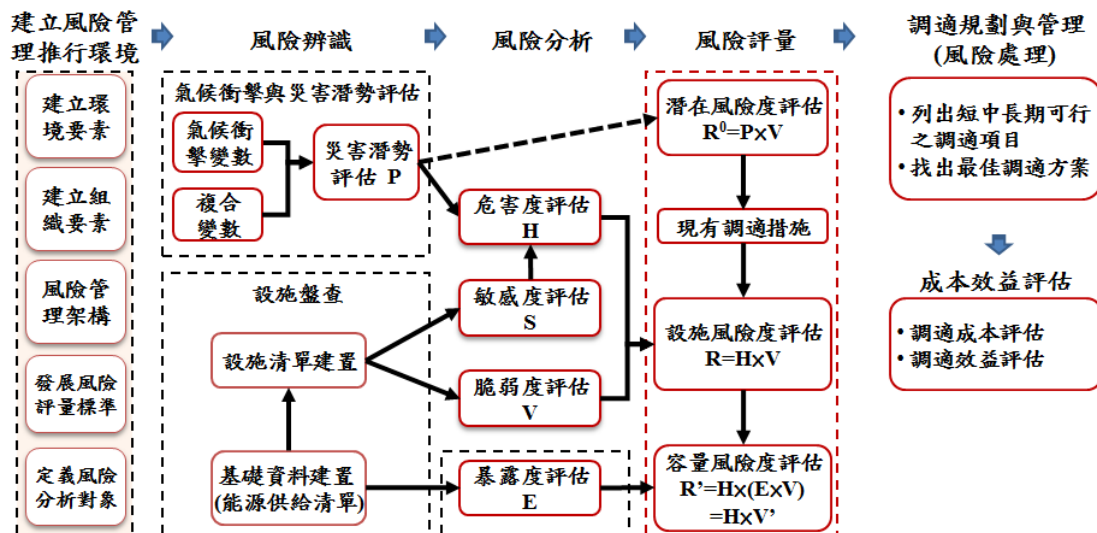 建立風險管
理推行環境
建立環
境要素
建立組
織要素
風險管
理架構
發展風險
評量標準
定義風險
分析對象
風險辨識
氣候衝擊與災害潛勢評估
氣候衝
擊變數
複合
變數
災害潛勢
評估 P
設施盤查
設施清單建置
基礎資料建置
(能源供給清單)
風險分析
危害度評估
H
敏感度評估
S
脆弱度評估
V
暴露度評估
E
風險評量
潛在風險度評估
R⁰=P×V
現有調適措施
設施風險度評估
R=H×V
容量風險度評估
R’=H×(E×V)
=H×V’
調適規劃與管理
(風險處理)
• 列出短中長期可行
之調適項目
• 找出最佳調適方案
成本效益評估
• 調適成本評估
• 調適效益評估